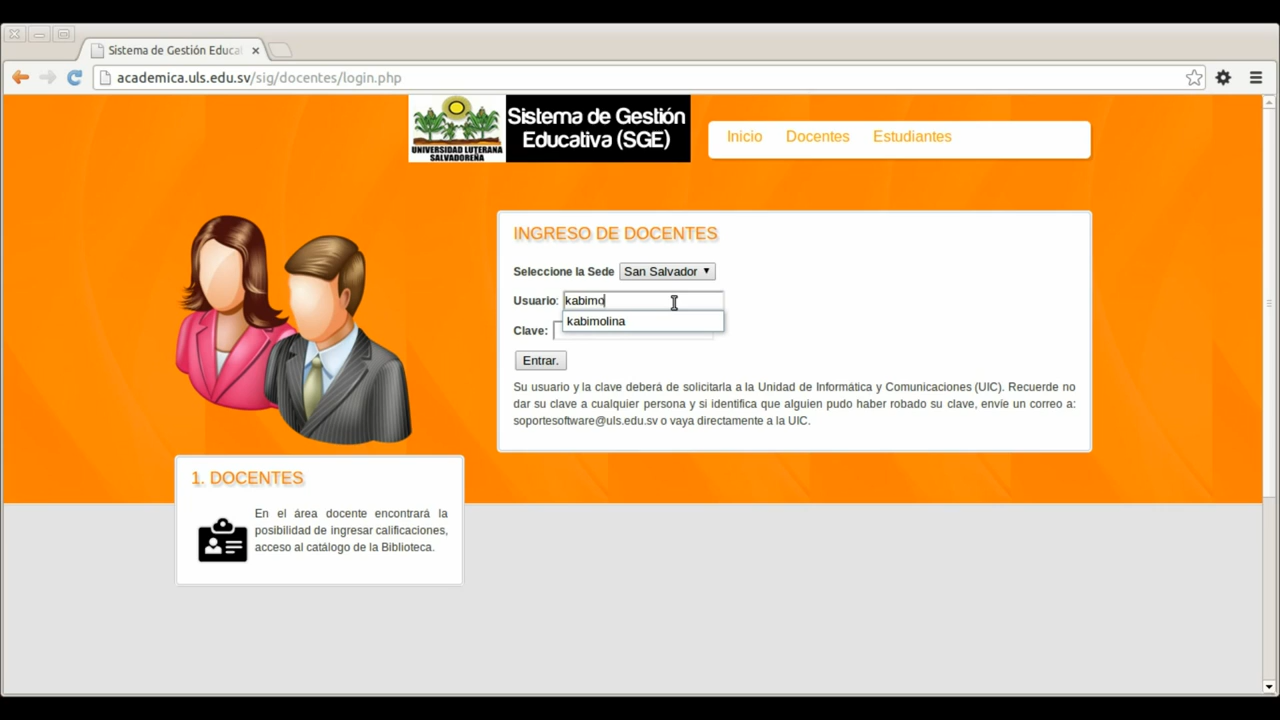 Sistema de Gestión Educa
academica.uls.edu.sv/sig/docentes/login.php
UNIVERSIDAD LUTERANA
SALVADOREÑA
Sistema de Gestión
Educativa (SGE)
Inicio Docentes Estudiantes
INGRESO DE DOCENTES
Seleccione la Sede San Salvador
Usuario: kabimo
kabimolina
Clave:
Entrar.
Su usuario y la clave deberá de solicitarla a la Unidad de Informática y Comunicaciones (UIC). Recuerde no
dar su clave a cualquier persona y si identifica que alguien pudo haber robado su clave, envíe un correo a:
soportesoftware@uls.edu.sv o vaya directamente a la UIC.
1. DOCENTES
En el área docente encontrará la
posibilidad de ingresar calificaciones,
acceso al catálogo de la Biblioteca.